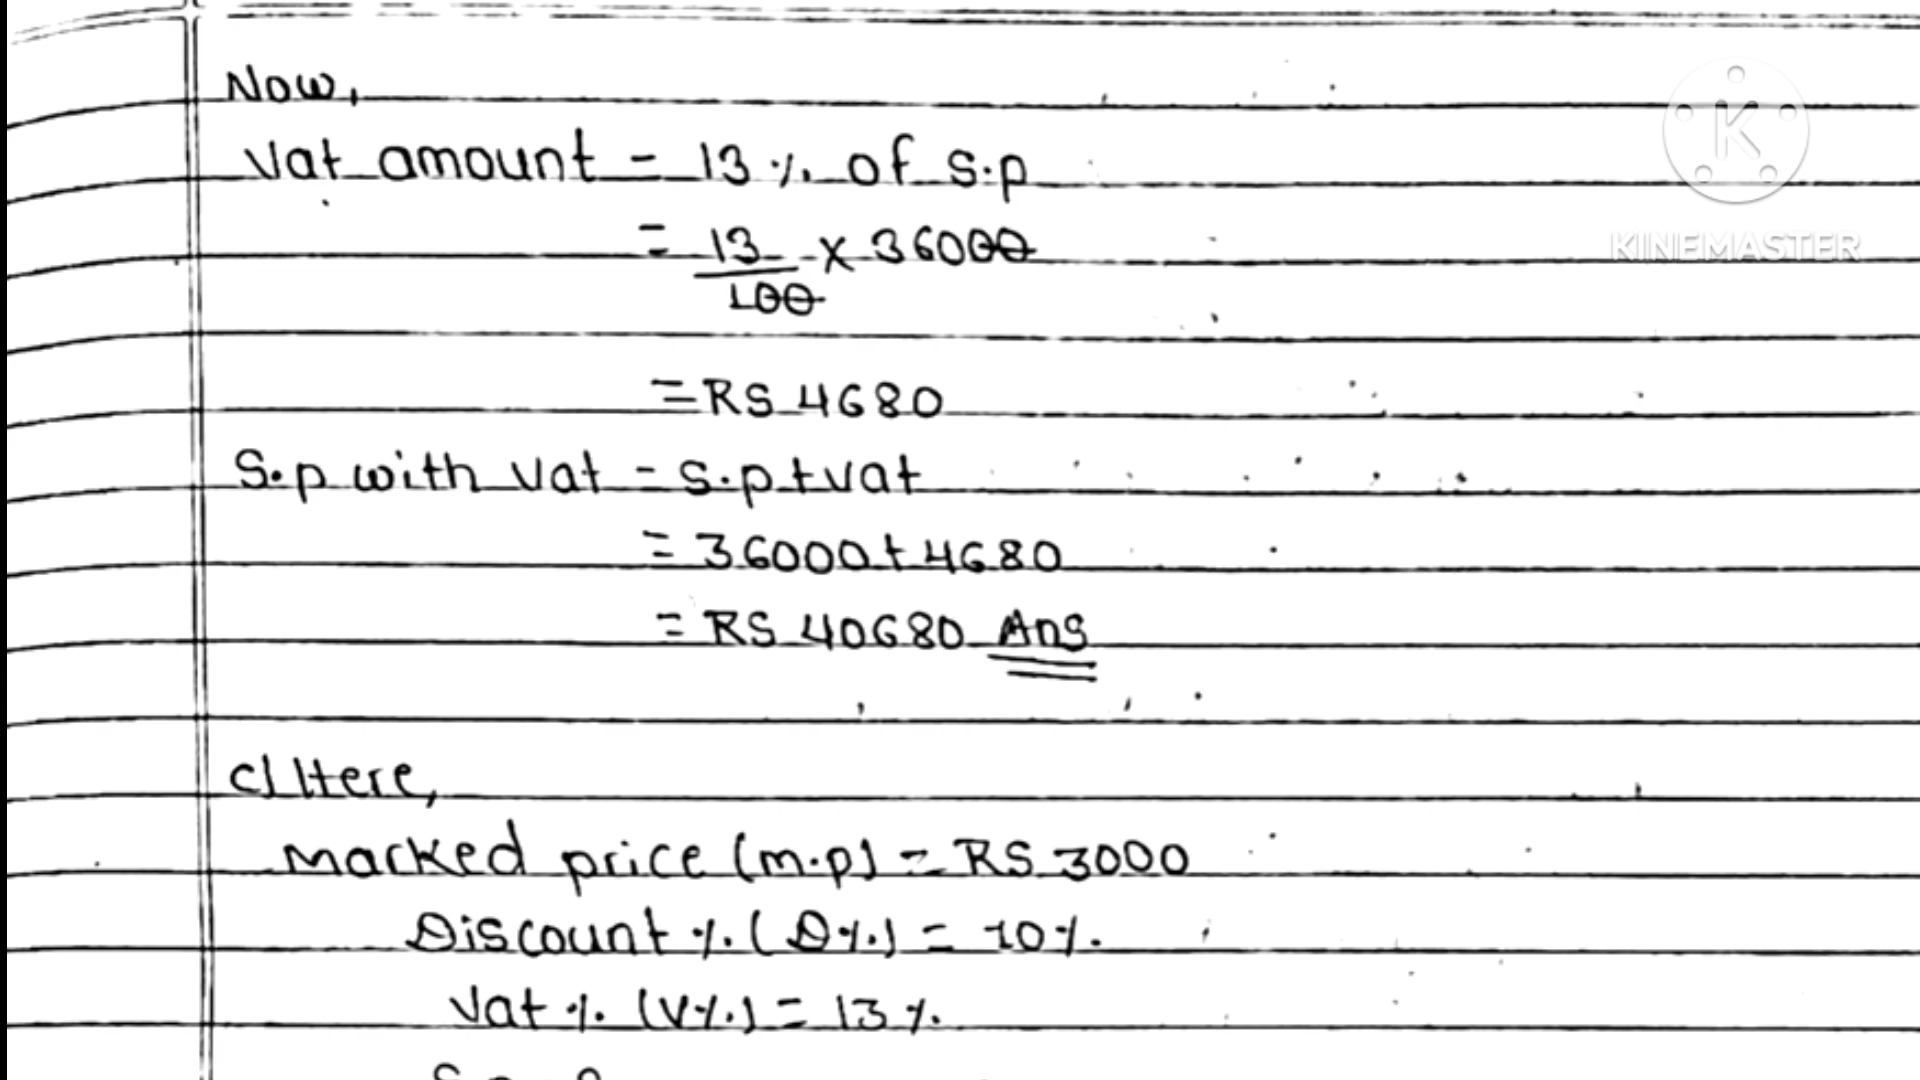 Now,
Vat amount = 13% of s.p
= 13/100 x 36000
= RS 4680
S.p with vat = s.p + vat
= 36000 + 4680
= RS 40680 Ans
c) Here,
Marked price (m.p) = RS 3000
Discount % (D%) = 10%.
Vat % (V%) = 13%.
K
KINEMASTER